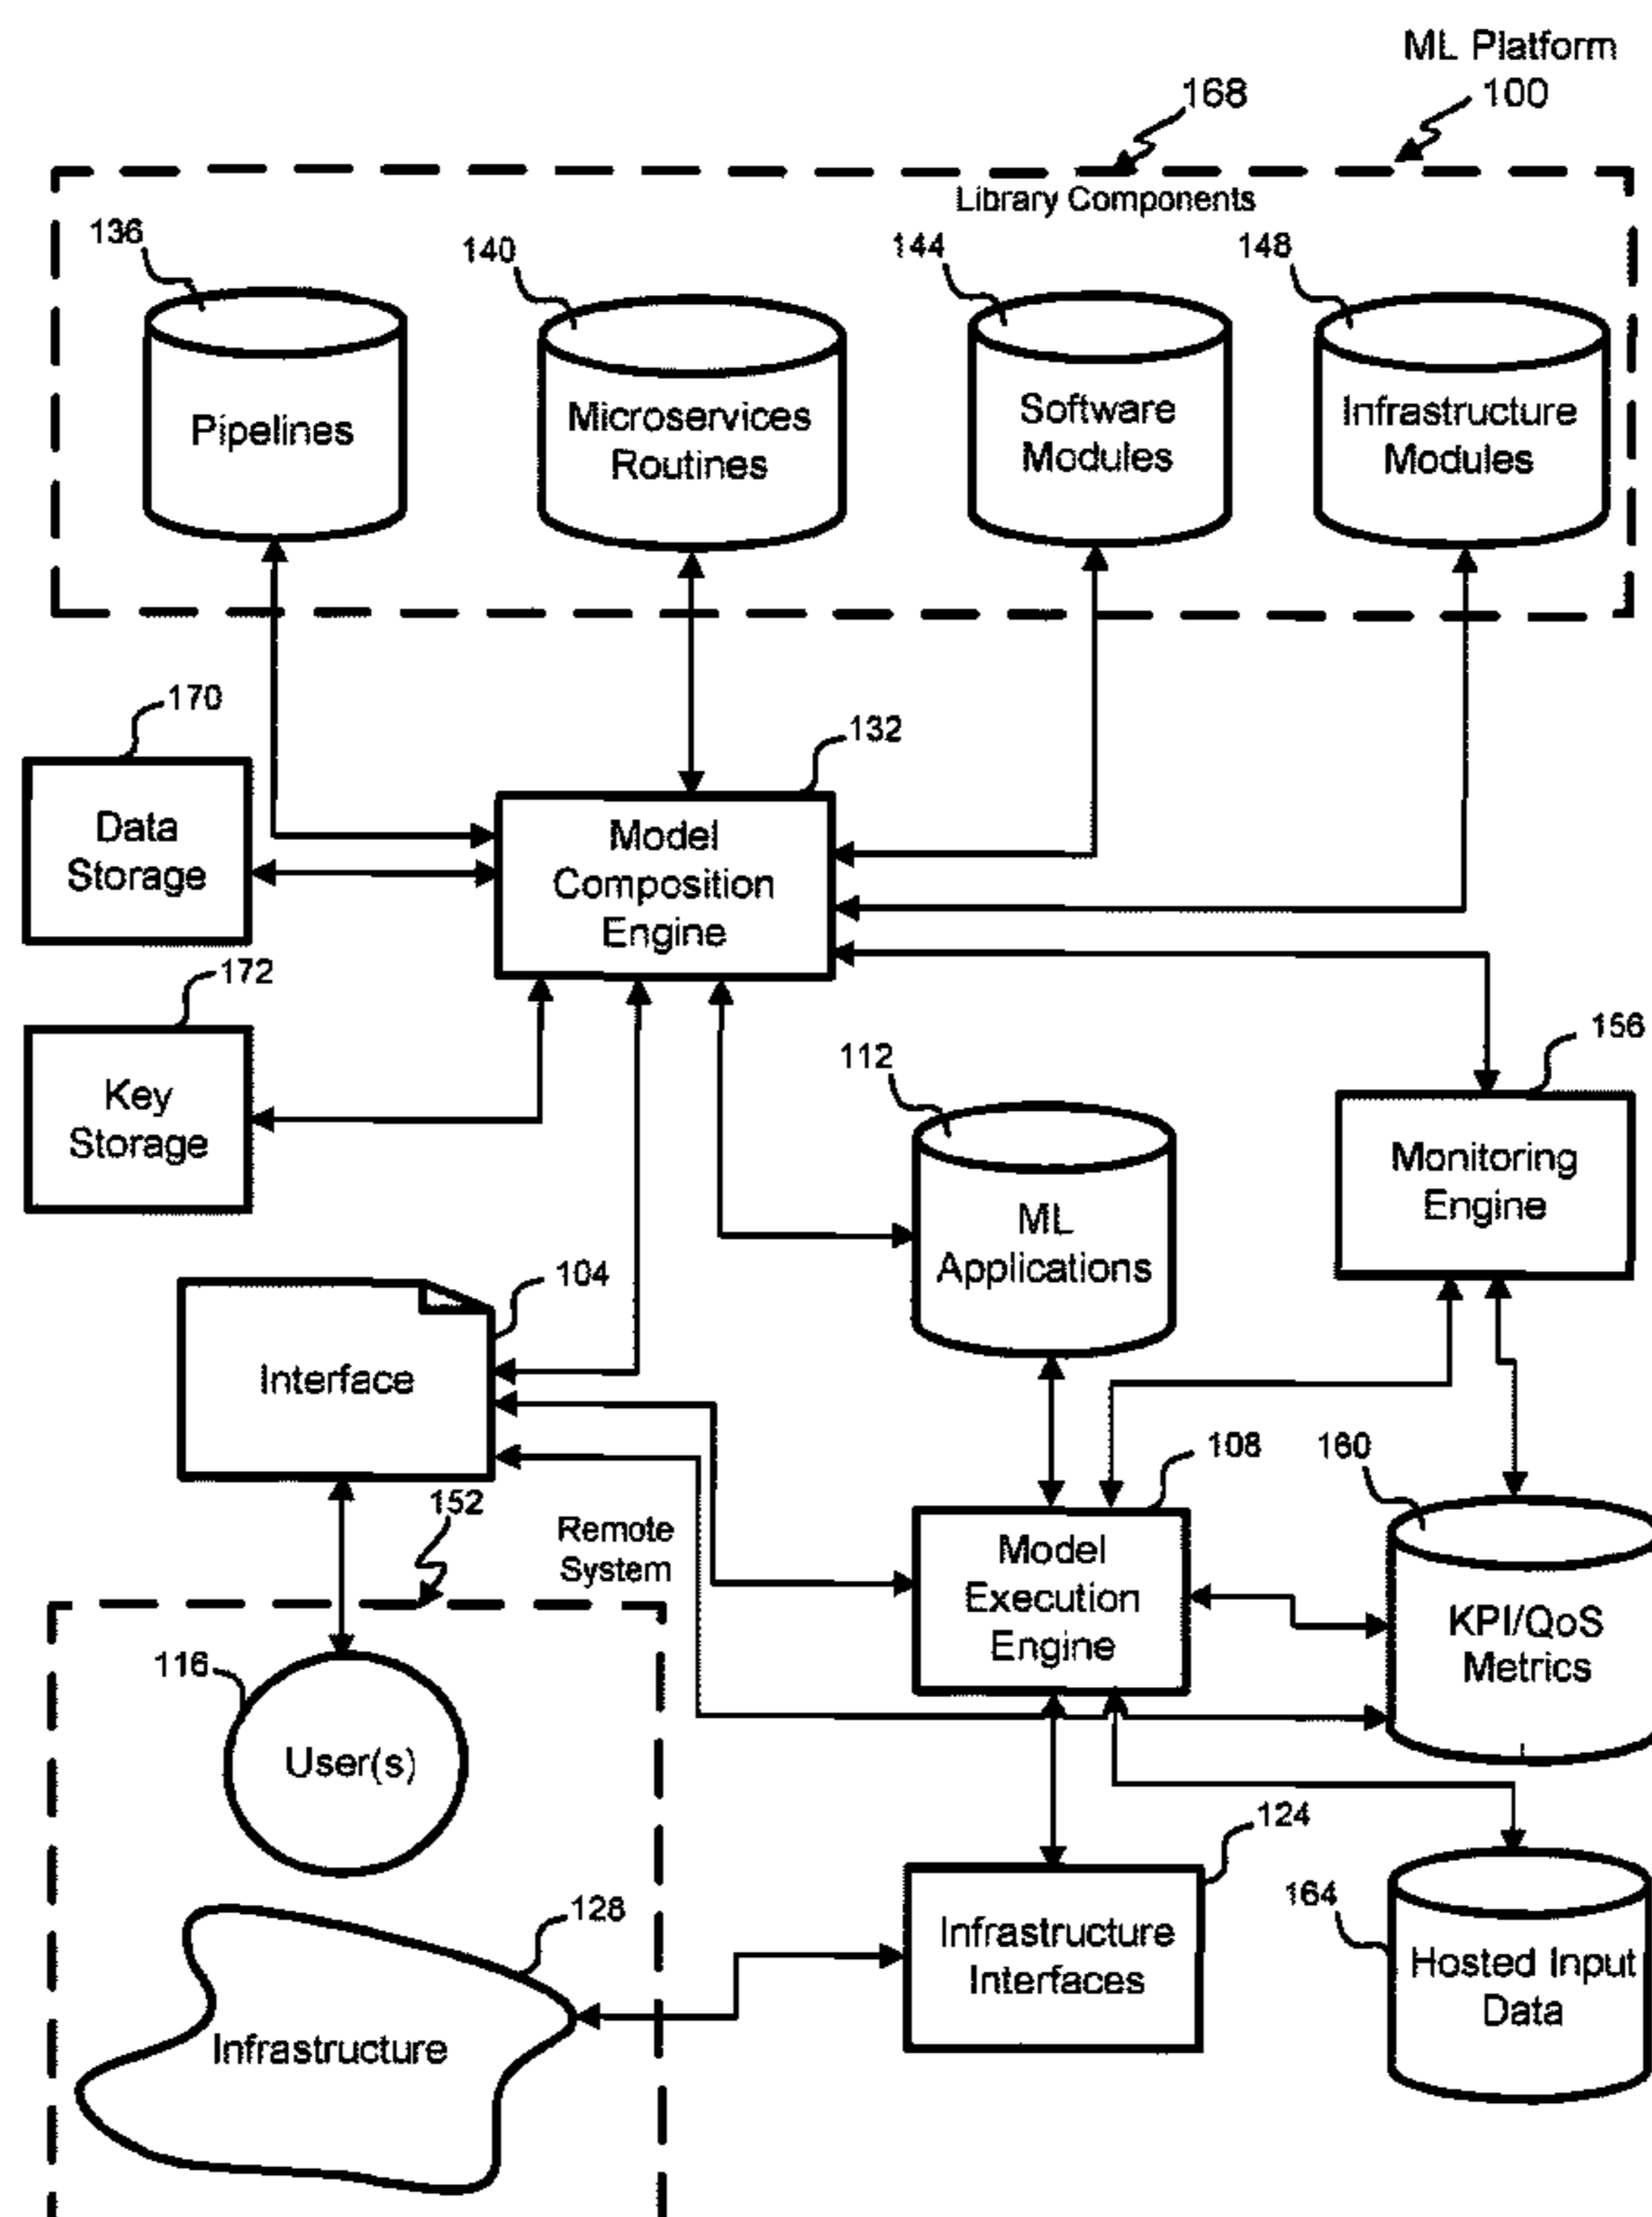 ML Platform
168
100
Library Components
136
140
144
148
Pipelines
Microservices
Routines
Software
Modules
Infrastructure
Modules
170
132
Data
Storage
Model
Composition
Engine
172
Key
Storage
112
156
ML
Applications
Monitoring
Engine
104
Interface
152
Remote
System
108
160
Model
Execution
Engine
KPI/QoS
Metrics
116
User(s)
124
128
164
Infrastructure
Interfaces
Hosted Input
Data
Infrastructure